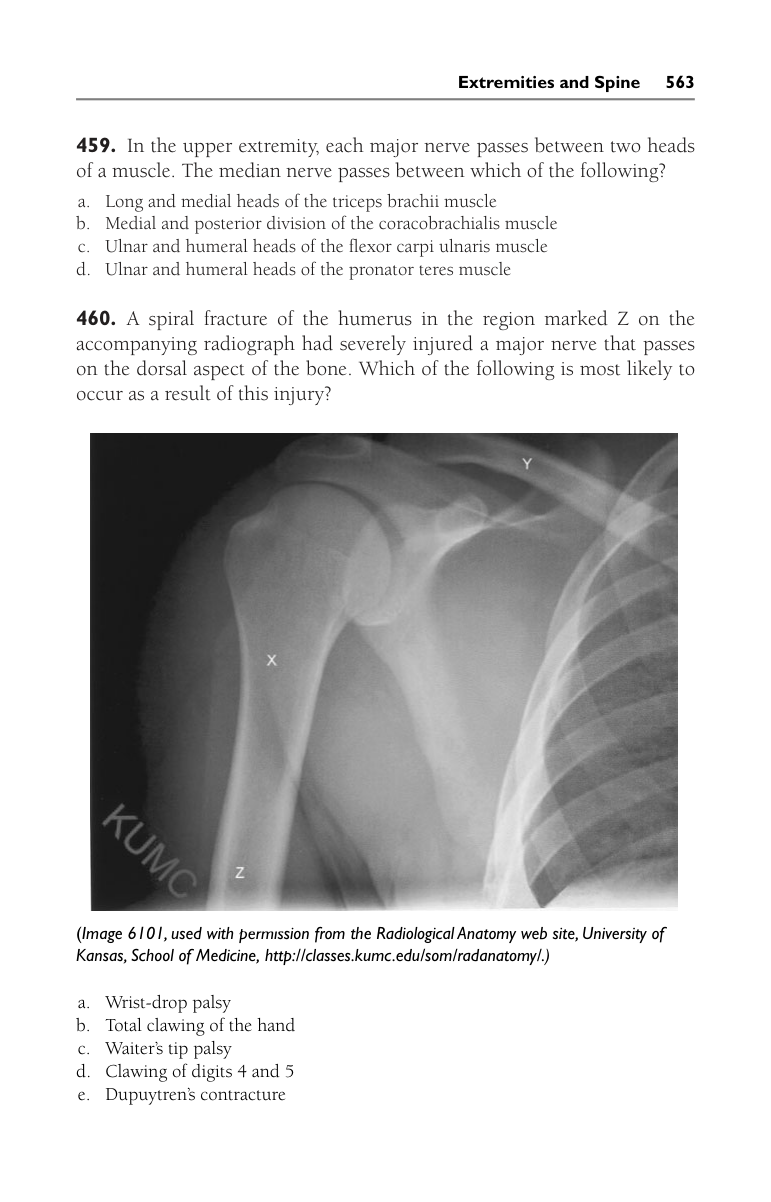 Extremities and Spine 563
459. In the upper extremity, each major nerve passes between two heads
of a muscle. The median nerve passes between which of the following?
a. Long and medial heads of the triceps brachii muscle
b. Medial and posterior division of the coracobrachialis muscle
c. Ulnar and humeral heads of the flexor carpi ulnaris muscle
d. Ulnar and humeral heads of the pronator teres muscle
460. A spiral fracture of the humerus in the region marked Z on the
accompanying radiograph had severely injured a major nerve that passes
on the dorsal aspect of the bone. Which of the following is most likely to
occur as a result of this injury?
Y
X
KUMC
Z
(Image 6101, used with permission from the Radiological Anatomy web site, University of
Kansas, School of Medicine, http://classes.kumc.edu/som/radanatomy/.)
a. Wrist-drop palsy
b. Total clawing of the hand
c. Waiter's tip palsy
d. Clawing of digits 4 and 5
e. Dupuytren's contracture